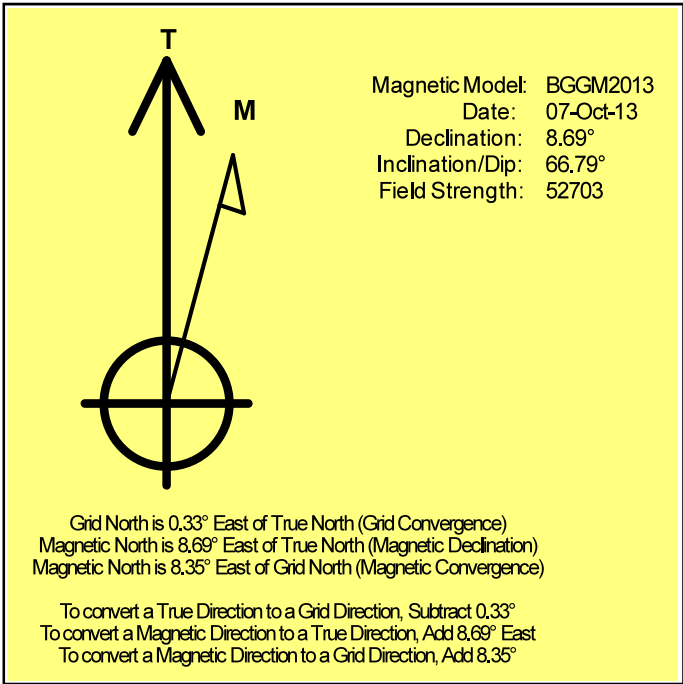 T
M
Magnetic Model: BGGM2013
Date: 07-Oct-13
Declination: 8.69°
Inclination/Dip: 66.79°
Field Strength: 52703
Grid North is 0.33° East of True North (Grid Convergence)
Magnetic North is 8.69° East of True North (Magnetic Declination)
Magnetic North is 8.35° East of Grid North (Magnetic Convergence)
To convert a True Direction to a Grid Direction, Subtract 0.33°
To convert a Magnetic Direction to a True Direction, Add 8.69° East
To convert a Magnetic Direction to a Grid Direction, Add 8.35°